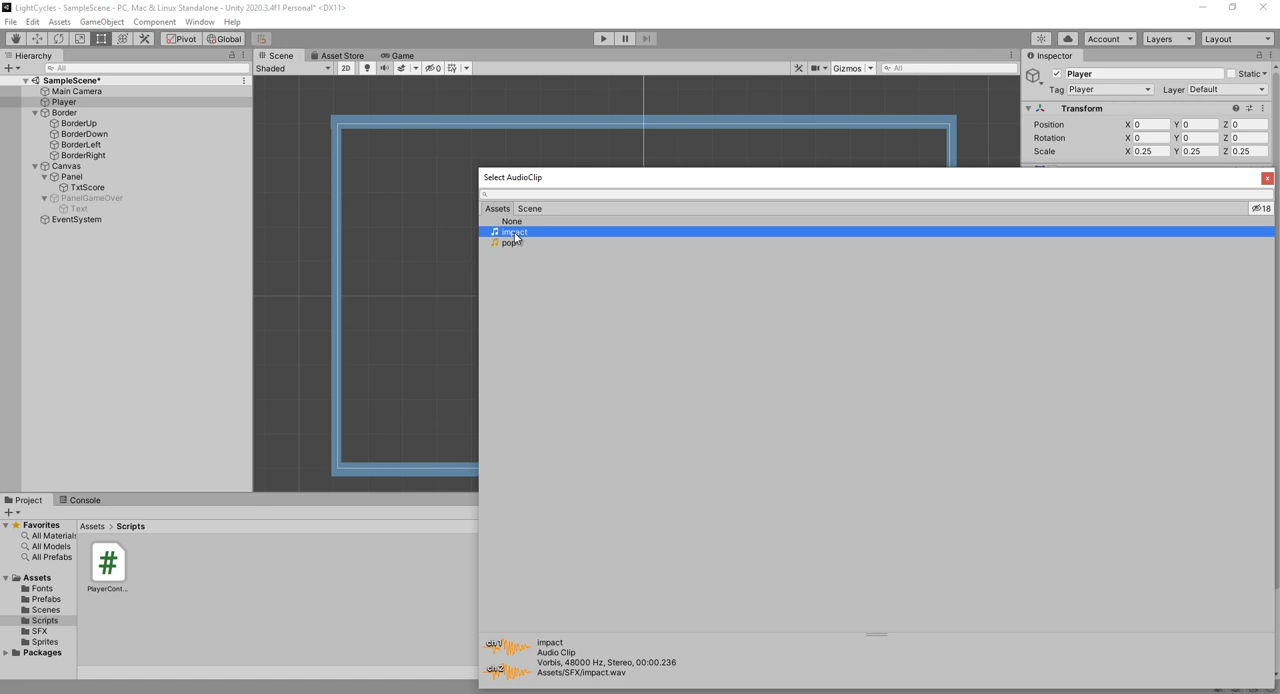 LightCycles - SampleScene - PC, Mac & Linux Standalone - Unity 2020.3.4f1 Personal* <DX11>
File Edit Assets GameObject Component Window Help
Pivot Global Account Layers Layout
Hierarchy Scene Asset Store Game Inspector
All Shaded 2D 0 Gizmos All Player Static
SampleScene*
Tag Player Layer Default
Main Camera
Player
Transform
Border
BorderUp
Position X 0 Y 0 Z 0
BorderDown
Rotation X 0 Y 0 Z 0
BorderLeft
Scale X 0.25 Y 0.25 Z 0.25
BorderRight
Canvas
Panel
Select AudioClip
TxtScore
PanelGameOver
Text
Assets Scene 18
EventSystem
None
impact
pop
Project Console
Favorites
Assets > Scripts
All Materials
All Models
All Prefabs
Assets
Fonts
PlayerCont...
Prefabs
Scenes
Scripts
SFX
Sprites
Packages
ch1
ch2
impact
Audio Clip
Vorbis, 48000 Hz, Stereo, 00:00.236
Assets/SFX/impact.wav